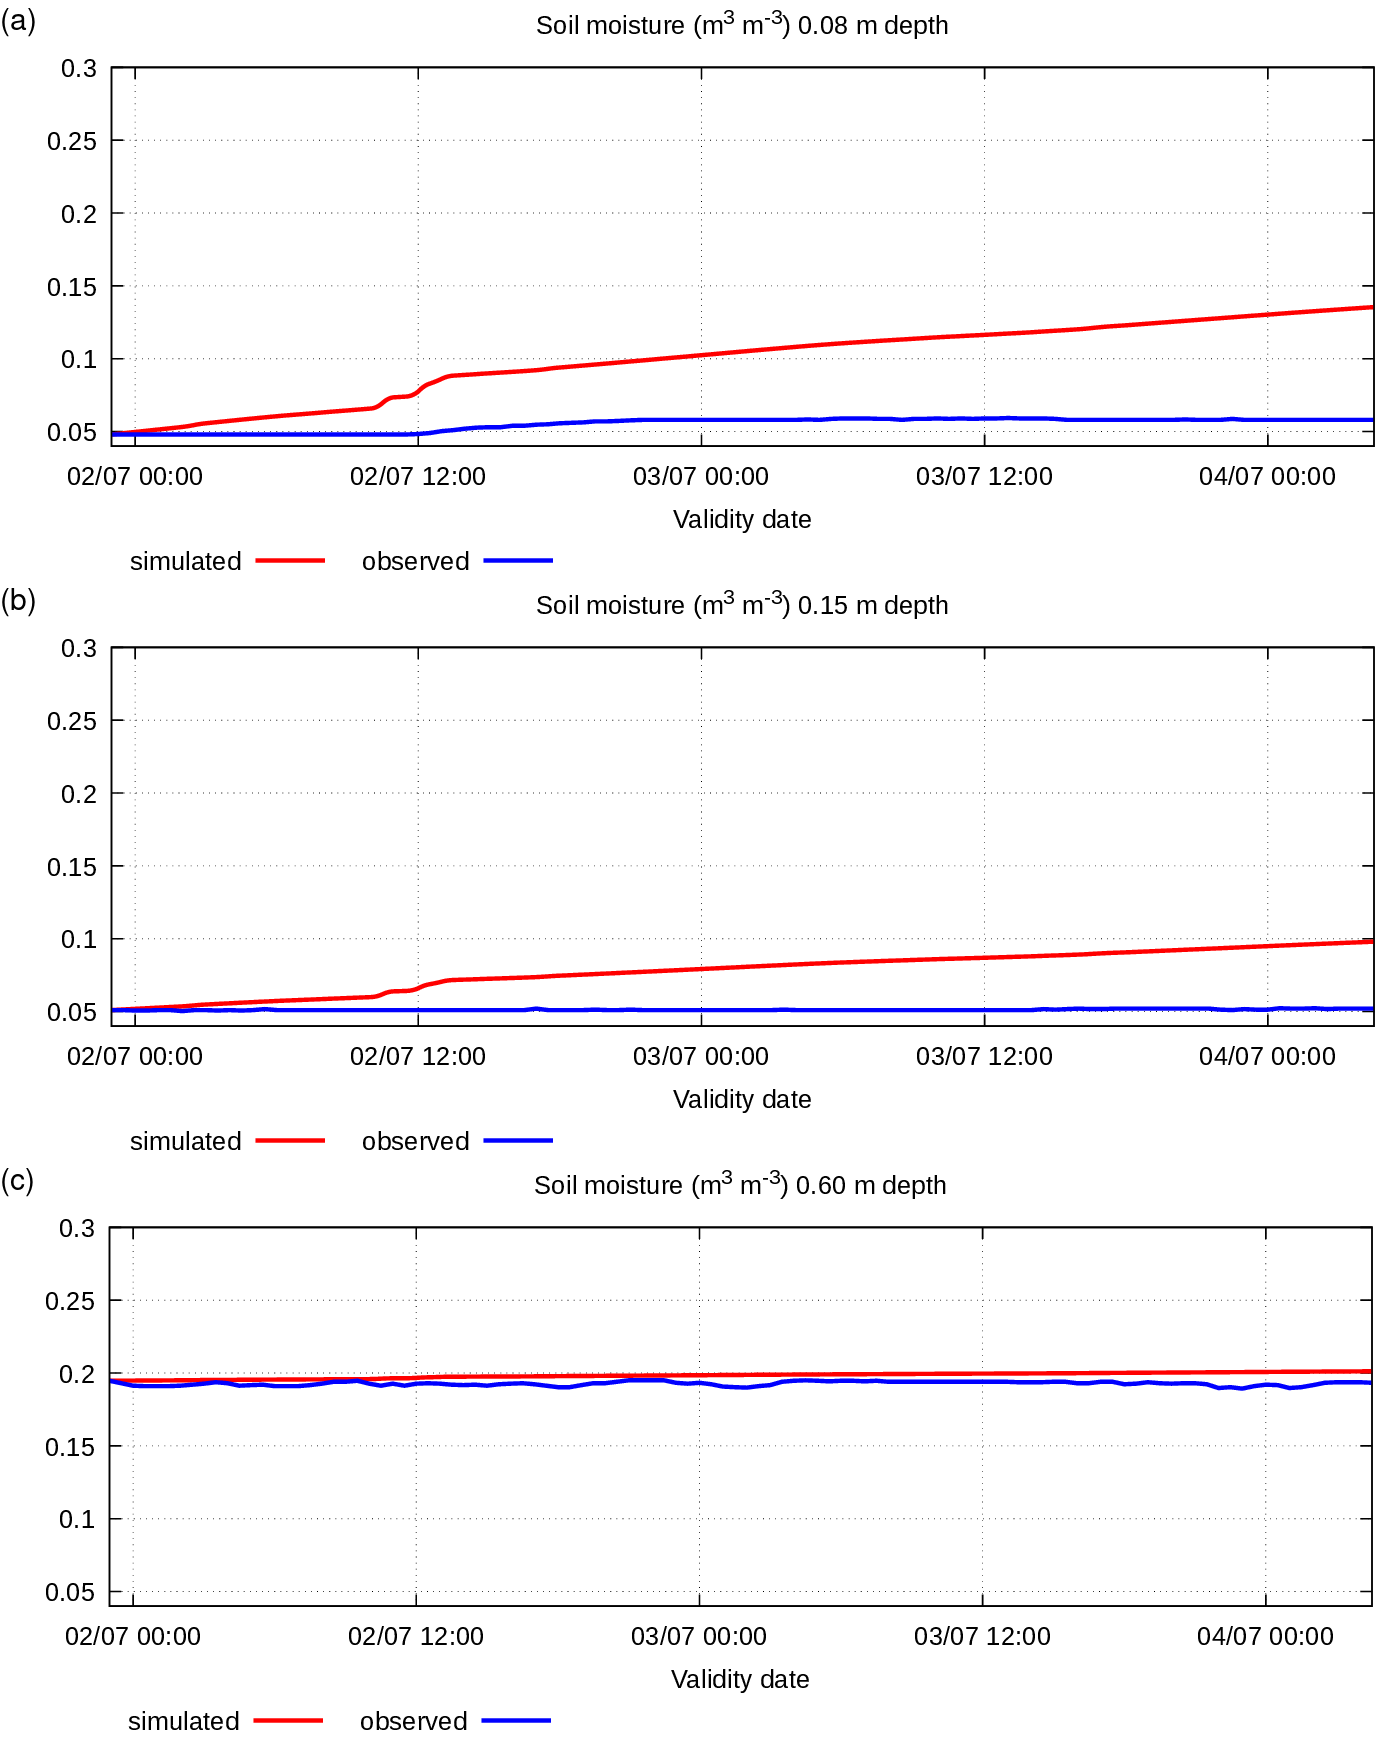 (a)
Soil moisture (m³ m⁻³) 0.08 m depth
0.3
0.25
0.2
0.15
0.1
0.05
02/07 00:00 02/07 12:00 03/07 00:00 03/07 12:00 04/07 00:00
Validity date
simulated observed
(b)
Soil moisture (m³ m⁻³) 0.15 m depth
0.3
0.25
0.2
0.15
0.1
0.05
02/07 00:00 02/07 12:00 03/07 00:00 03/07 12:00 04/07 00:00
Validity date
simulated observed
(c)
Soil moisture (m³ m⁻³) 0.60 m depth
0.3
0.25
0.2
0.15
0.1
0.05
02/07 00:00 02/07 12:00 03/07 00:00 03/07 12:00 04/07 00:00
Validity date
simulated observed